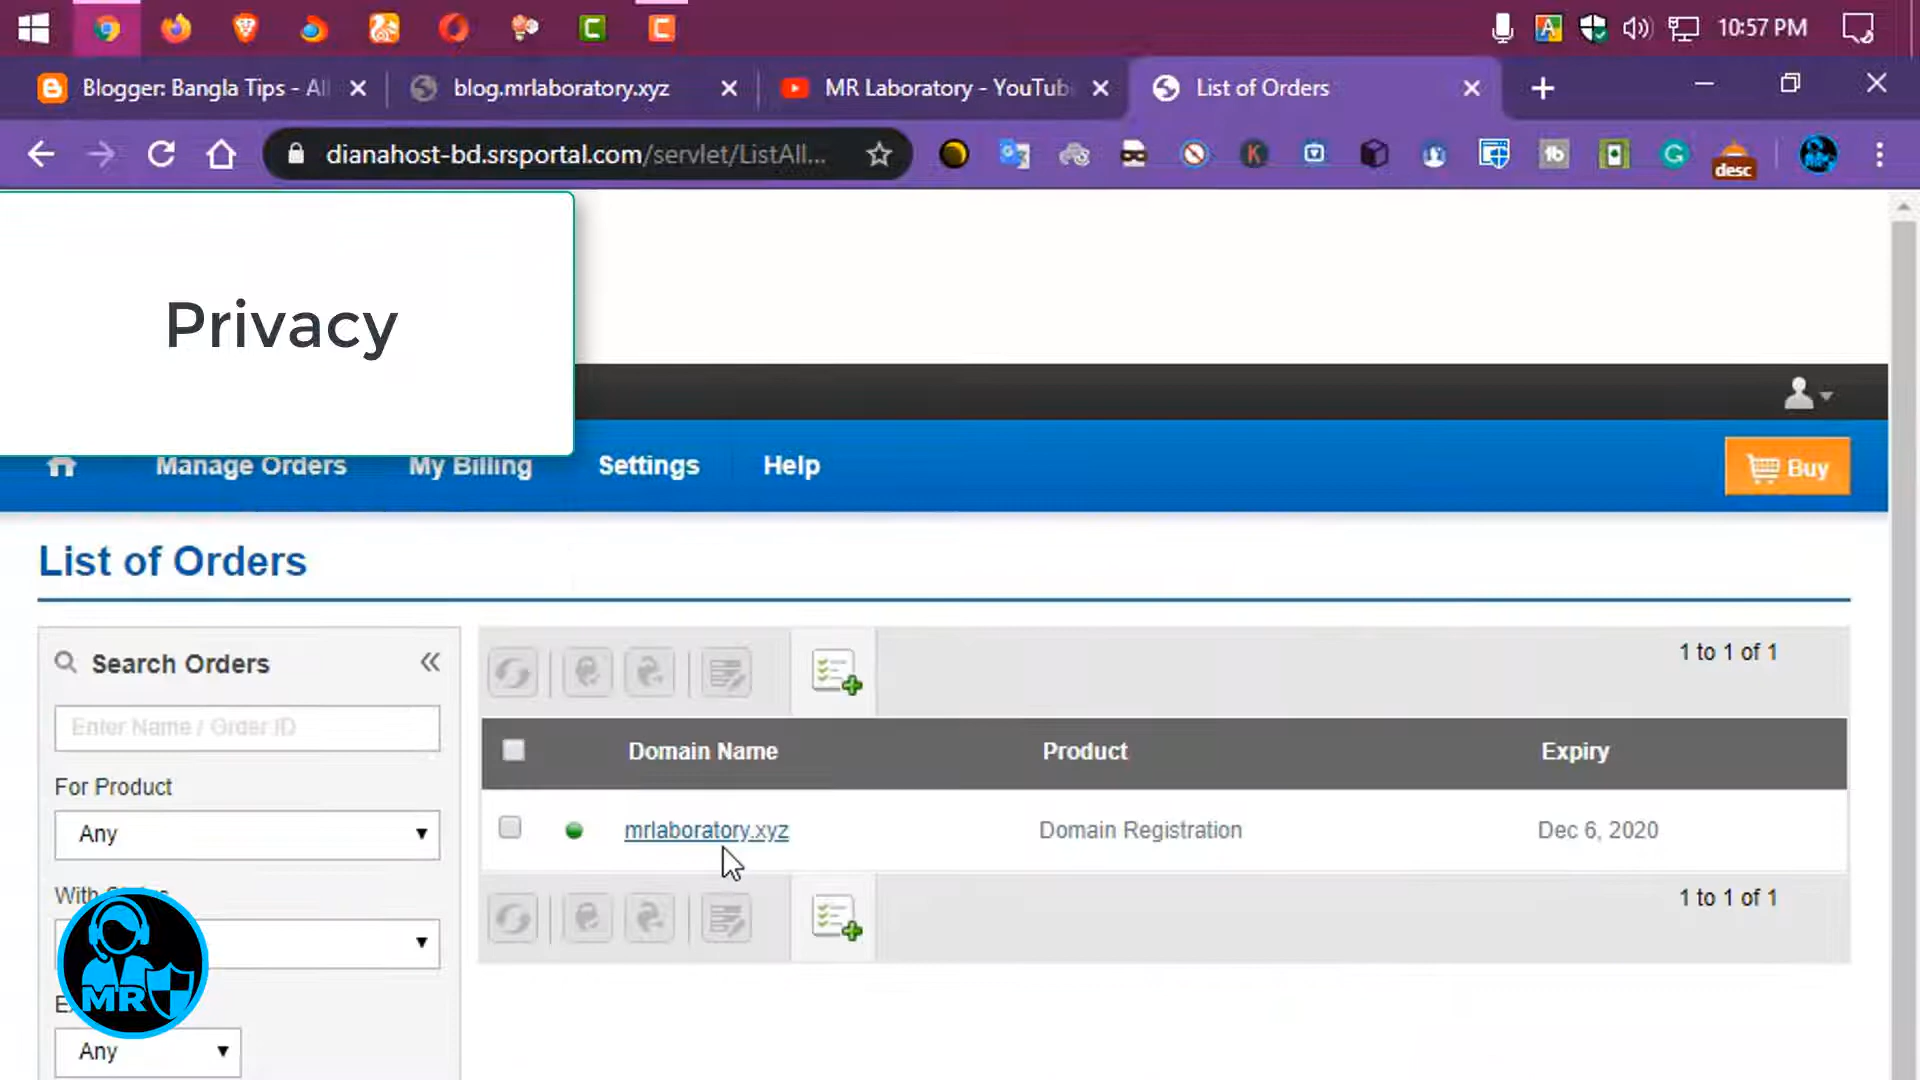 10:57 PM
Blogger: Bangla Tips - All
blog.mrlaboratory.xyz
MR Laboratory - YouTub
List of Orders
dianahost-bd.srsportal.com/servlet/ListAll...
desc
Privacy
Manage Orders
My Billing
Settings
Help
Buy
List of Orders
Search Orders
1 to 1 of 1
Enter Name / Order ID
Domain Name
Product
Expiry
For Product
Any
mrlaboratory.xyz
Domain Registration
Dec 6, 2020
1 to 1 of 1
MR
Any